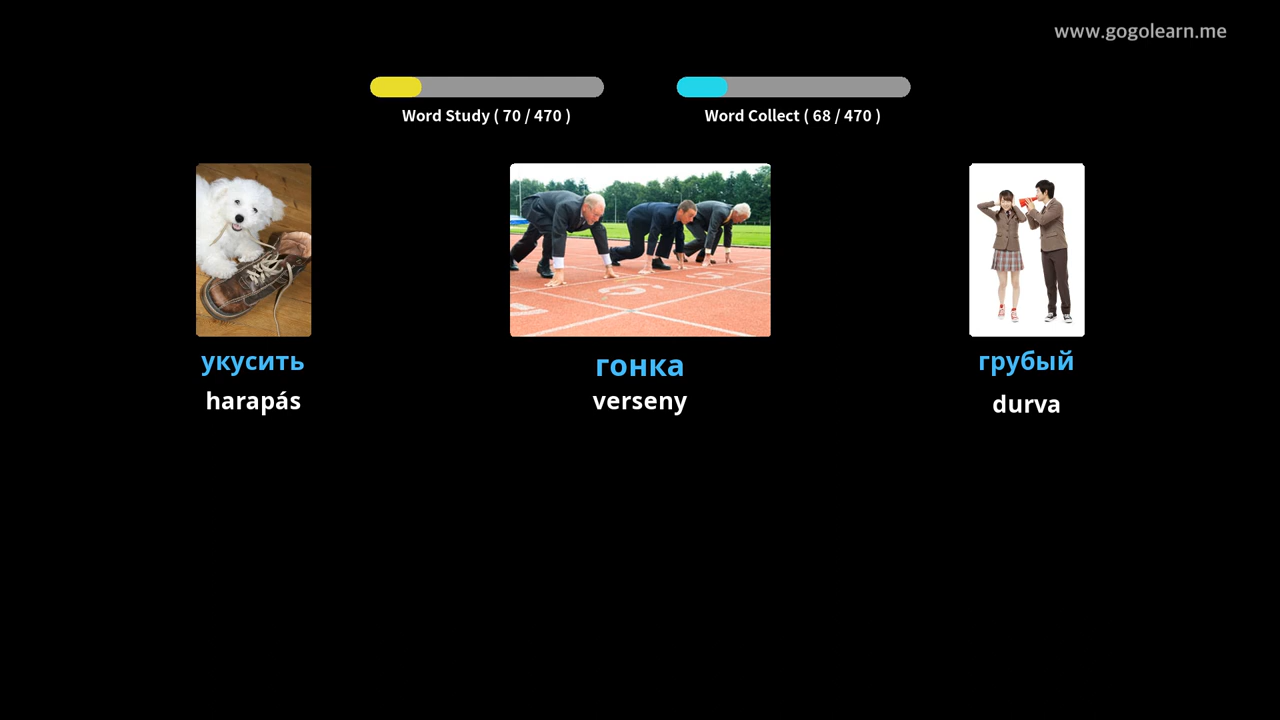 www.gogolearn.me
Word Study ( 70 / 470 )
Word Collect ( 68 / 470 )
укусить
harapás
гонка
verseny
грубый
durva